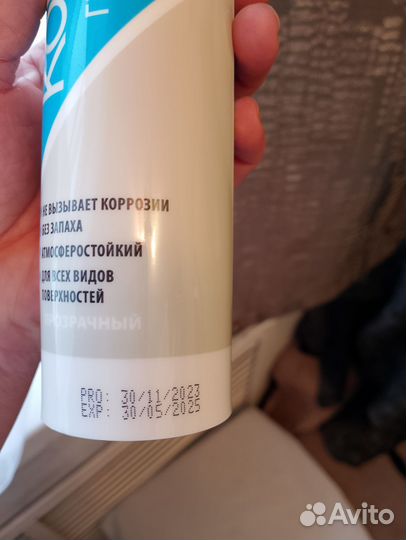 НЕ ВЫЗЫВАЕТ КОРРОЗИИ
БЕЗ ЗАПАХА
АТМОСФЕРОСТОЙКИЙ
ДЛЯ ВСЕХ ВИДОВ
ПОВЕРХНОСТЕЙ
ПРОЗРАЧНЫЙ
PRO: 30/11/2023
EXP: 30/05/2025
Avito